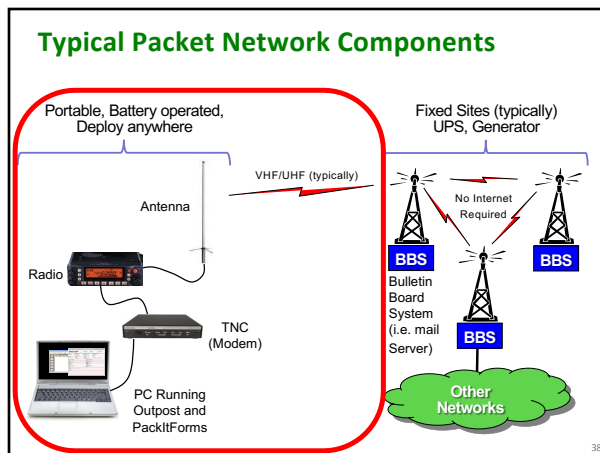 Typical Packet Network Components
Portable, Battery operated,
Deploy anywhere
Fixed Sites (typically)
UPS, Generator
VHF/UHF (typically)
Antenna
No Internet
Required
Radio
BBS
BBS
Bulletin
Board
System
(i.e. mail
Server)
BBS
TNC
(Modem)
PC Running
Outpost and
PackItForms
Other
Networks
38